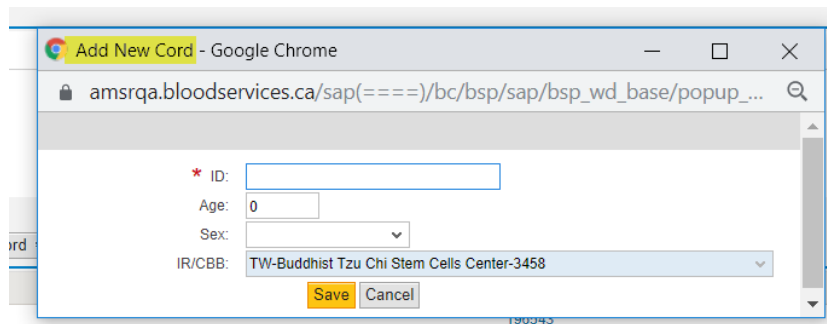 Add New Cord - Google Chrome
amsrqa.bloodservices.ca/sap(====)/bc/bsp/sap/bsp_wd_base/popup_...
* ID:
Age: 0
Sex:
ord
IR/CBB: TW-Buddhist Tzu Chi Stem Cells Center-3458
Save Cancel
196543